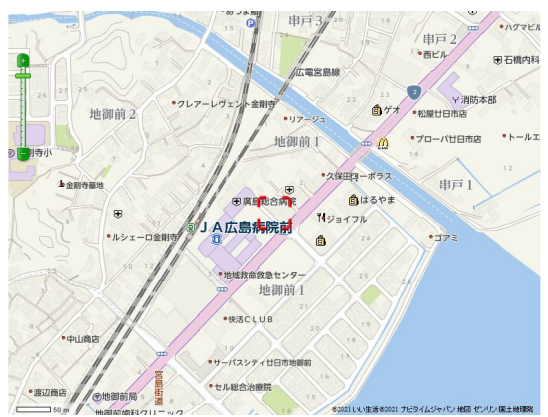 串戸3
串戸2
ハグマビル
西ビル
石橋内科
広電宮島線
2
消防本部
地御前2
クレアーレヴェント金剛寺
ゲオ
松屋廿日市店
リアージュ
地御前1
プローバ廿日市店
トールエ
剛寺小
久保田コーポラス
串戸1
金剛寺墓地
廣島総合病院
はるやま
ジョイフル
JA広島病院前
ルシェーロ金剛寺
ゴアミ
地域救命救急センター
地御前1
快活CLUB
中山商店
サーパスシティ廿日市地御前
宮島街道
渡辺商店
地御前局
セル総合治療院
地御前歯科クリニック
50 m
©2021 いい生活©2021 ナビタイムジャパン 地図 ゼンリン/国土地理院